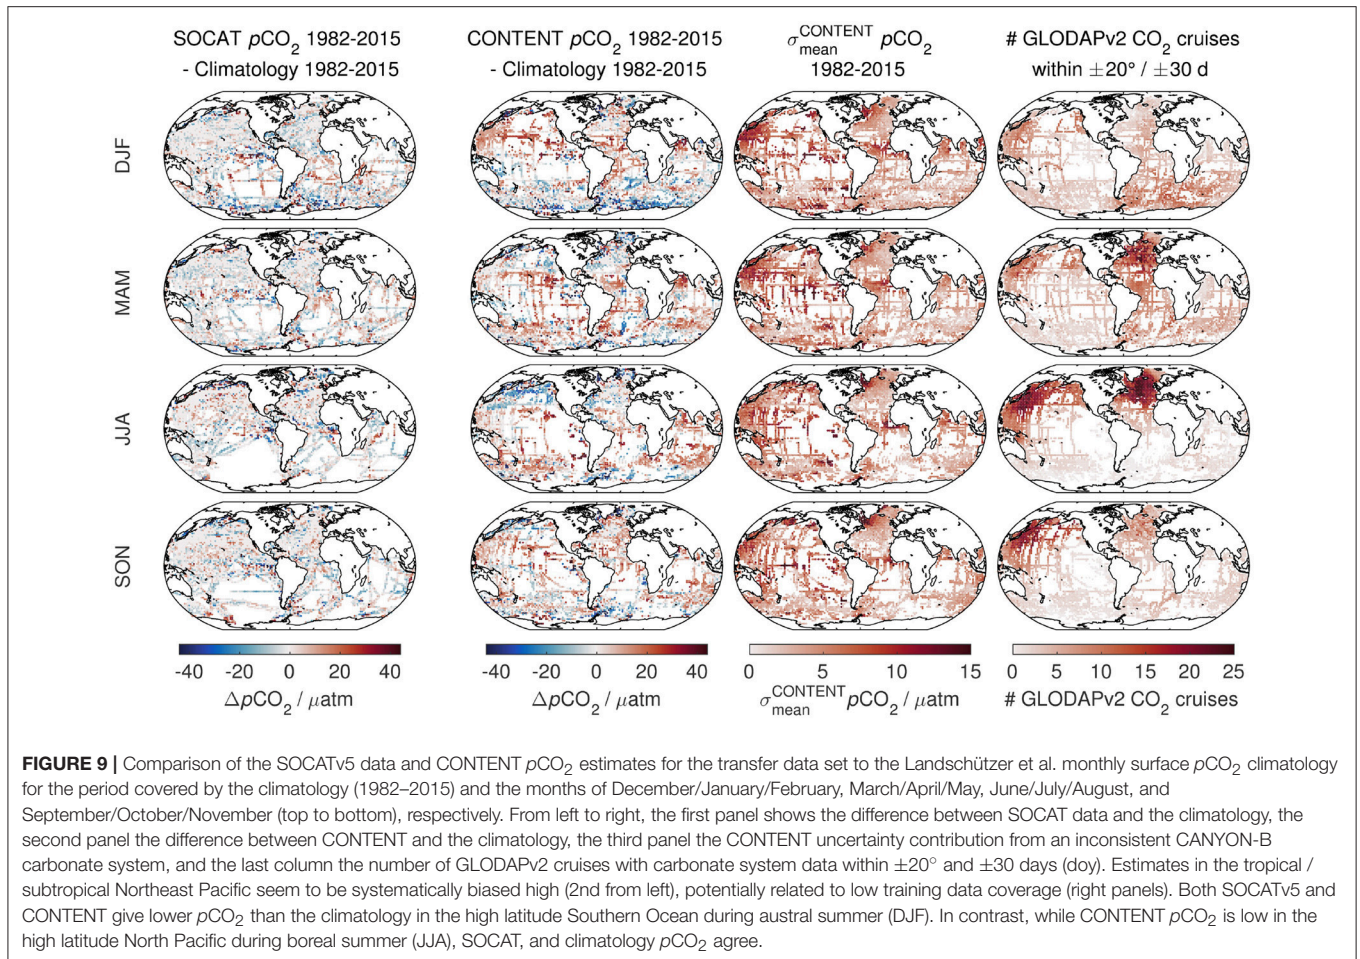 SOCAT pCO2 1982-2015
- Climatology 1982-2015
CONTENT pCO2 1982-2015
- Climatology 1982-2015
σ CONTENT mean pCO2
1982-2015
# GLODAPv2 CO2 cruises
within ±20° / ±30 d
DJF
MAM
JJA
SON
-40 -20 0 20 40
ΔpCO2 / μatm
-40 -20 0 20 40
ΔpCO2 / μatm
0 5 10 15
σ CONTENT mean pCO2 / μatm
0 5 10 15 20 25
# GLODAPv2 CO2 cruises
FIGURE 9 | Comparison of the SOCATv5 data and CONTENT pCO2 estimates for the transfer data set to the Landschützer et al. monthly surface pCO2 climatology
for the period covered by the climatology (1982–2015) and the months of December/January/February, March/April/May, June/July/August, and
September/October/November (top to bottom), respectively. From left to right, the first panel shows the difference between SOCAT data and the climatology, the
second panel the difference between CONTENT and the climatology, the third panel the CONTENT uncertainty contribution from an inconsistent CANYON-B
carbonate system, and the last column the number of GLODAPv2 cruises with carbonate system data within ±20° and ±30 days (doy). Estimates in the tropical /
subtropical Northeast Pacific seem to be systematically biased high (2nd from left), potentially related to low training data coverage (right panels). Both SOCATv5 and
CONTENT give lower pCO2 than the climatology in the high latitude Southern Ocean during austral summer (DJF). In contrast, while CONTENT pCO2 is low in the
high latitude North Pacific during boreal summer (JJA), SOCAT, and climatology pCO2 agree.